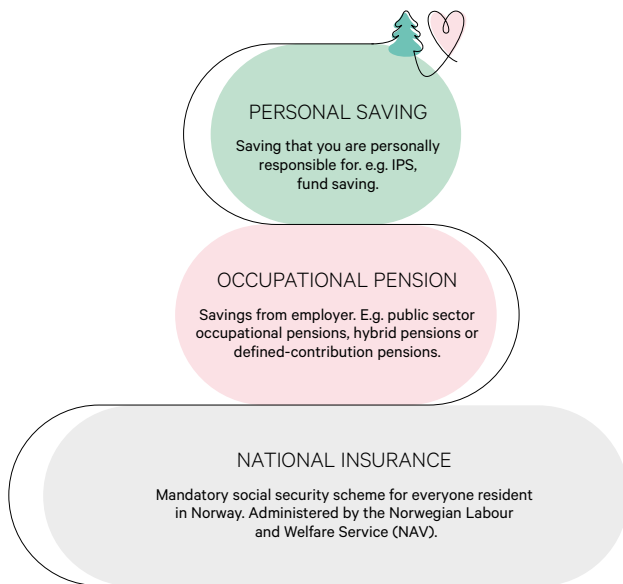 PERSONAL SAVING
Saving that you are personally
responsible for. e.g. IPS,
fund saving.
OCCUPATIONAL PENSION
Savings from employer. E.g. public sector
occupational pensions, hybrid pensions or
defined-contribution pensions.
NATIONAL INSURANCE
Mandatory social security scheme for everyone resident
in Norway. Administered by the Norwegian Labour
and Welfare Service (NAV).